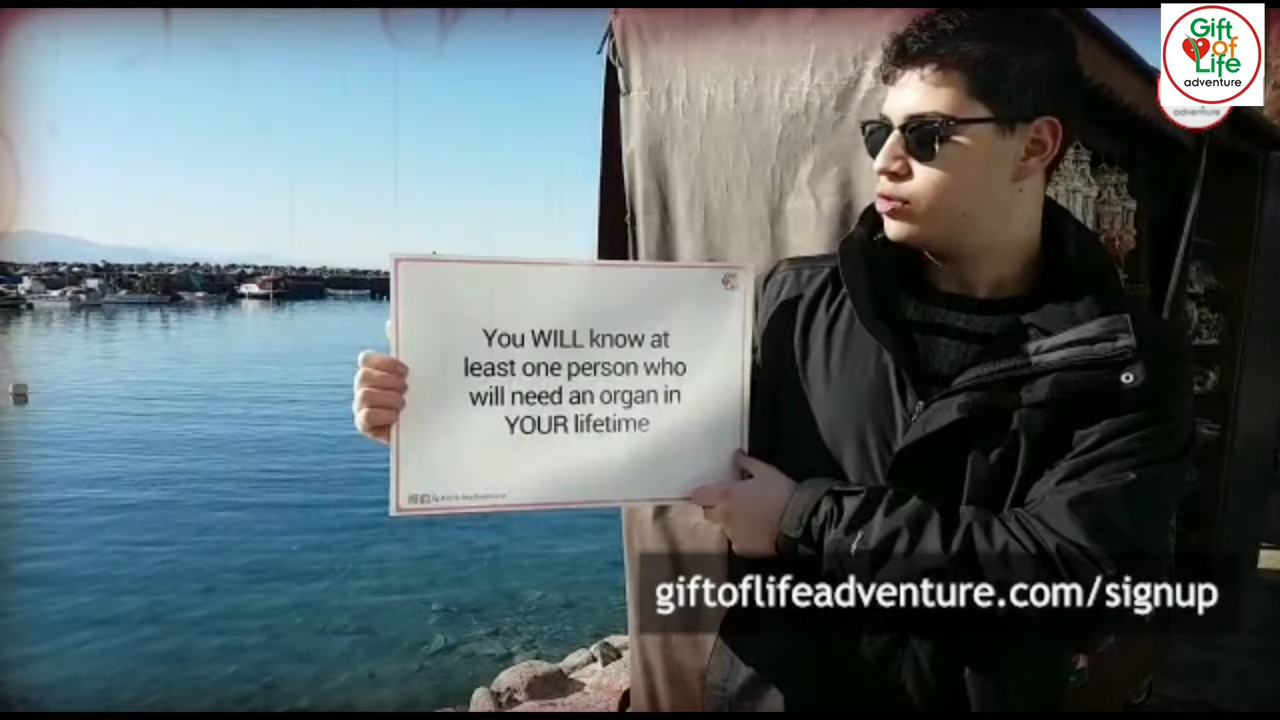 Gift
of
Life
adventure
adventure
You WILL know at
least one person who
will need an organ in
YOUR lifetime
giftoflifeadventure.com/signup